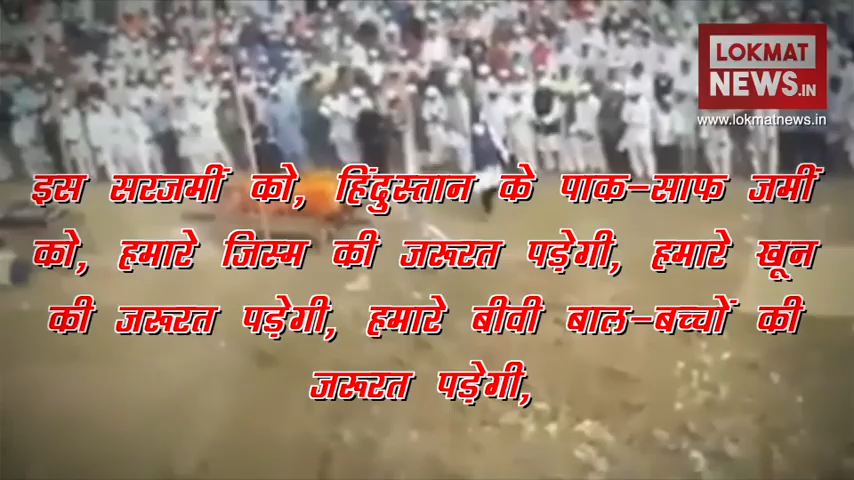 LOKMAT
NEWS.IN
www.lokmatnews.in
इस सरजमीं को, हिंदुस्तान के पाक-साफ जमीं
को, हमारे जिस्म की जरूरत पड़ेगी, हमारे खून
की जरूरत पड़ेगी, हमारे बीवी बाल-बच्चों की
जरूरत पड़ेगी,